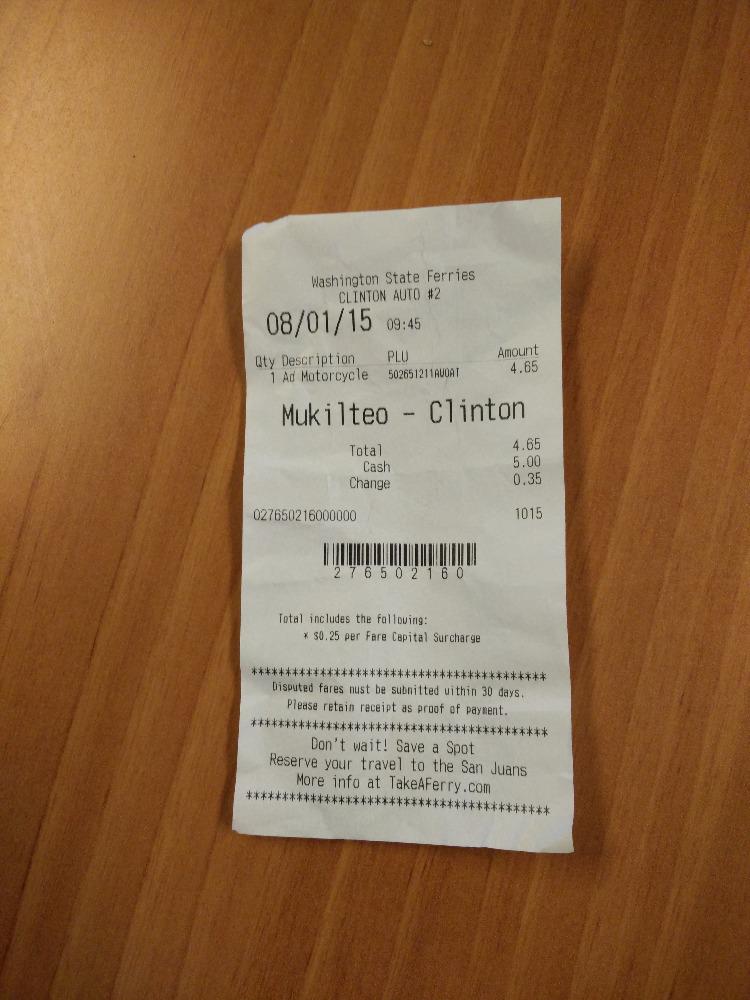 Washington State Ferries
CLINTON AUTO #2
08/01/15 09:45
Qty Description PLU Amount
1 Ad Motorcycle 502651211AUOAT 4.65
Mukilteo - Clinton
Total 4.65
Cash 5.00
Change 0.35
027650216000000 1015
276502160
Total includes the following:
* $0.25 per Fare Capital Surcharge
****************************************
Disputed fares must be submitted within 30 days.
Please retain receipt as proof of payment.
****************************************
Don't wait! Save a Spot
Reserve your travel to the San Juans
More info at TakeAFerry.com
****************************************